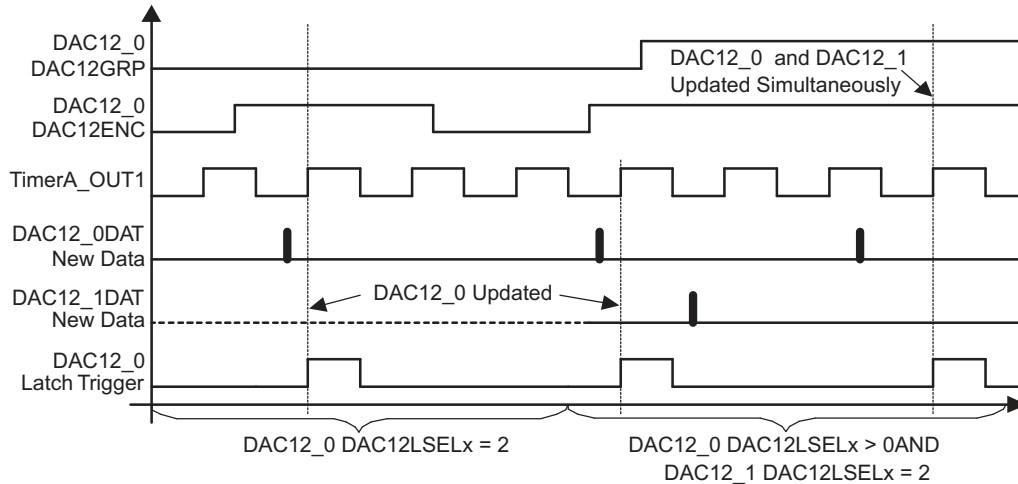 DAC12_0
DAC12GRP
DAC12_0 and DAC12_1
Updated Simultaneously
DAC12_0
DAC12ENC
TimerA_OUT1
DAC12_0DAT
New Data
DAC12_1DAT
New Data
DAC12_0 Updated
DAC12_0
Latch Trigger
DAC12_0 DAC12LSELx = 2
DAC12_0 DAC12LSELx > 0AND
DAC12_1 DAC12LSELx = 2